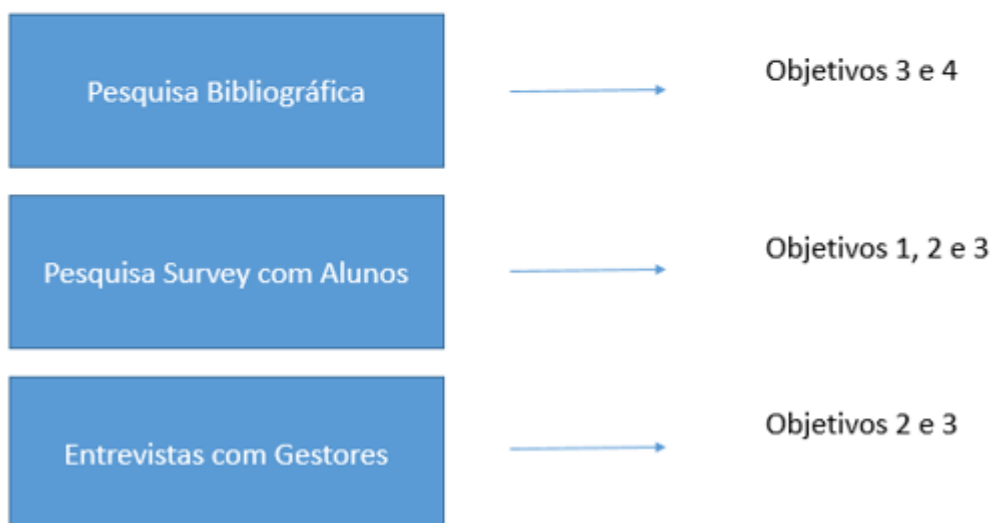 Pesquisa Bibliográfica
Objetivos 3 e 4
Pesquisa Survey com Alunos
Objetivos 1, 2 e 3
Entrevistas com Gestores
Objetivos 2 e 3